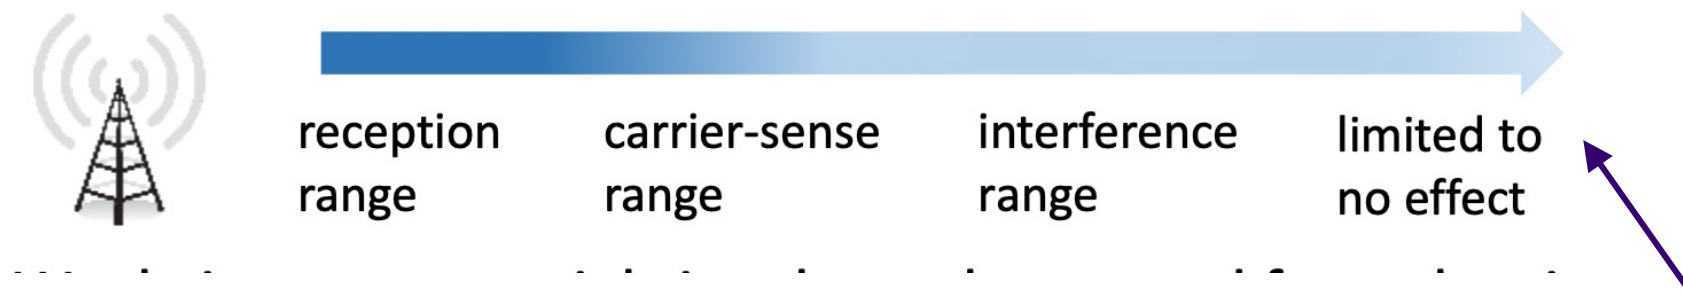 reception carrier-sense interference limited to
range range range no effect